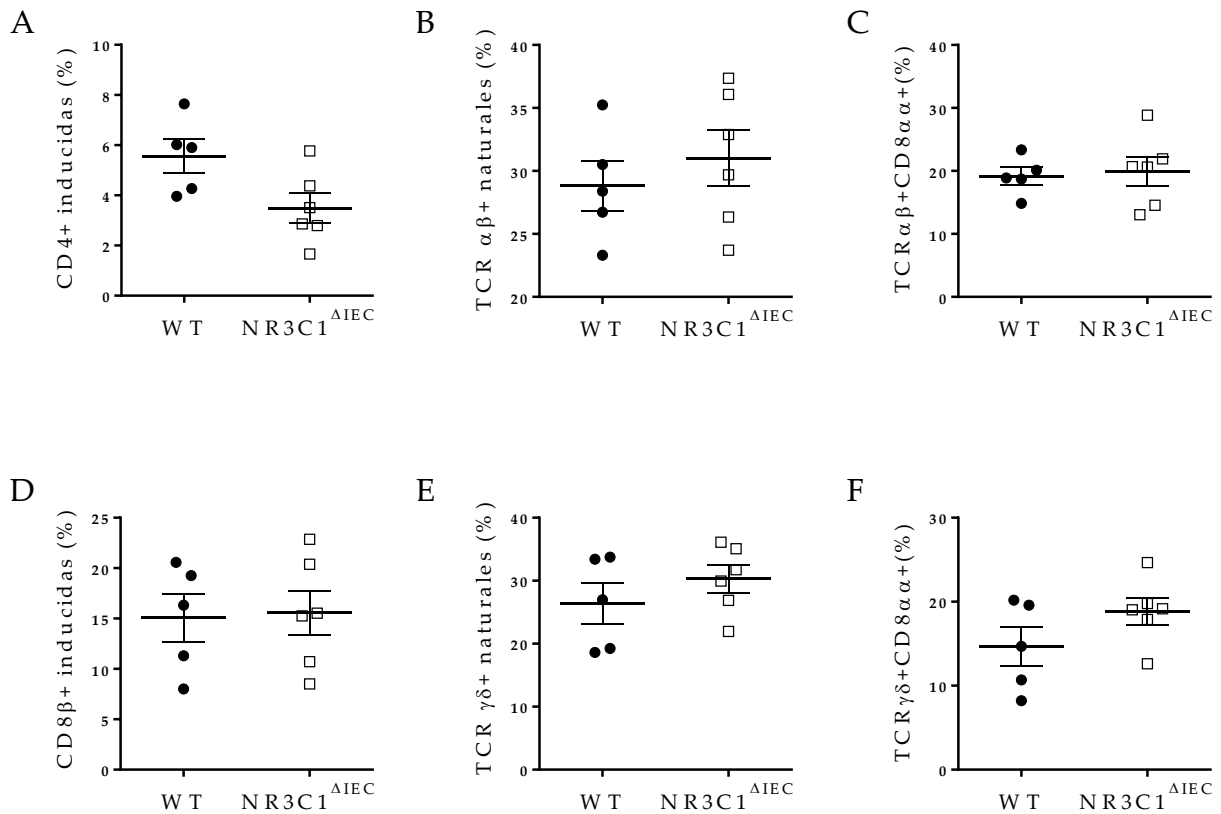 A
CD4+ inducidas (%)
10
8
6
4
2
0
WT NR3C1ΔIEC
B
TCR αβ+ naturales (%)
40
35
30
25
20
WT NR3C1ΔIEC
C
TCRαβ+CD8αα+(%)
40
30
20
10
0
WT NR3C1ΔIEC
D
CD8β+ inducidas (%)
25
20
15
10
5
0
WT NR3C1ΔIEC
E
TCR γδ+ naturales (%)
40
30
20
10
0
WT NR3C1ΔIEC
F
TCRγδ+CD8αα+(%)
30
20
10
0
WT NR3C1ΔIEC